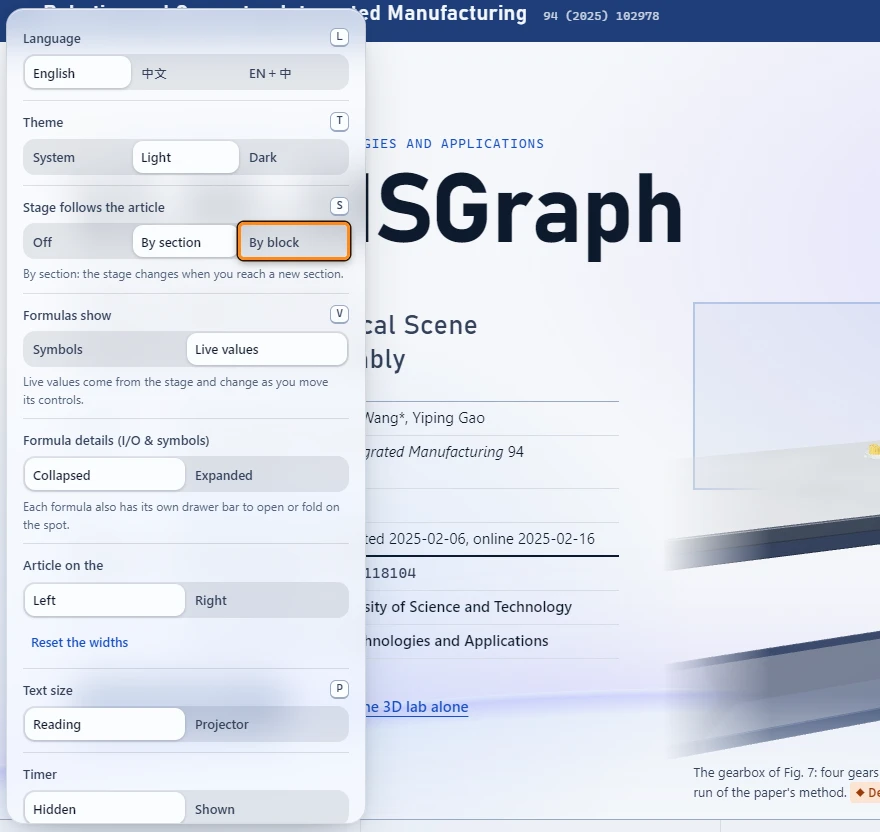 ed Manufacturing 94 (2025) 102978
Language L
English 中文 EN + 中
Theme T
System Light Dark
GIES AND APPLICATIONS
SGraph
Stage follows the article S
Off By section By block
By section: the stage changes when you reach a new section.
Formulas show V
Symbols Live values
Live values come from the stage and change as you move
its controls.
Formula details (I/O & symbols)
Collapsed Expanded
Each formula also has its own drawer bar to open or fold on
the spot.
Article on the
Left Right
Reset the widths
Text size P
Reading Projector
Timer
Hidden Shown
cal Scene
bly
Wang*, Yiping Gao
grated Manufacturing 94
ted 2025-02-06, online 2025-02-16
118104
sity of Science and Technology
hnologies and Applications
he 3D lab alone
The gearbox of Fig. 7: four gears
run of the paper's method. ◆ De